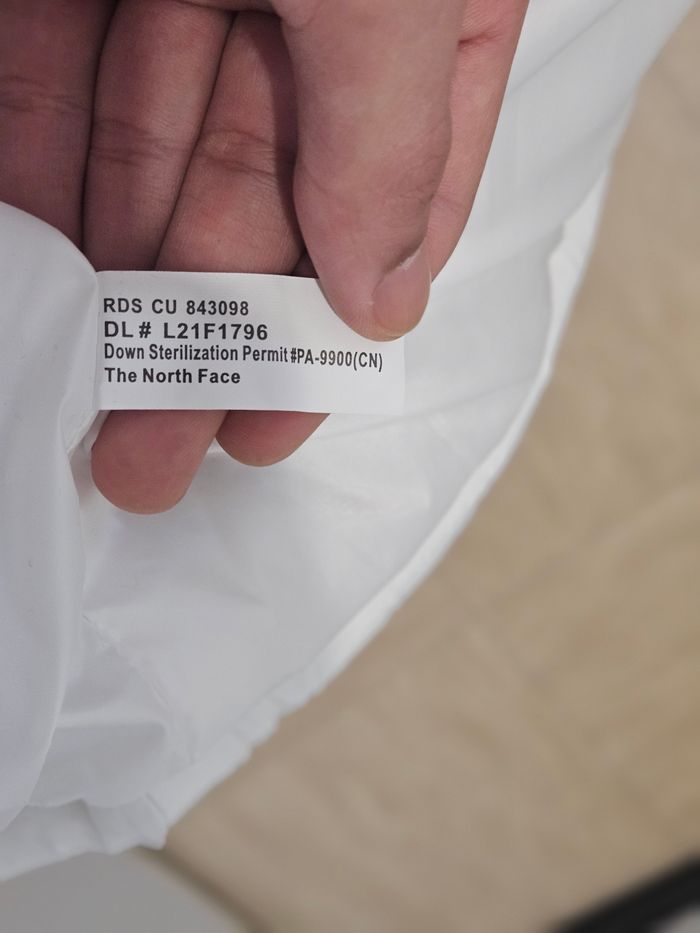 RDS CU 843098
DL # L21F1796
Down Sterilization Permit #PA-9900(CN)
The North Face